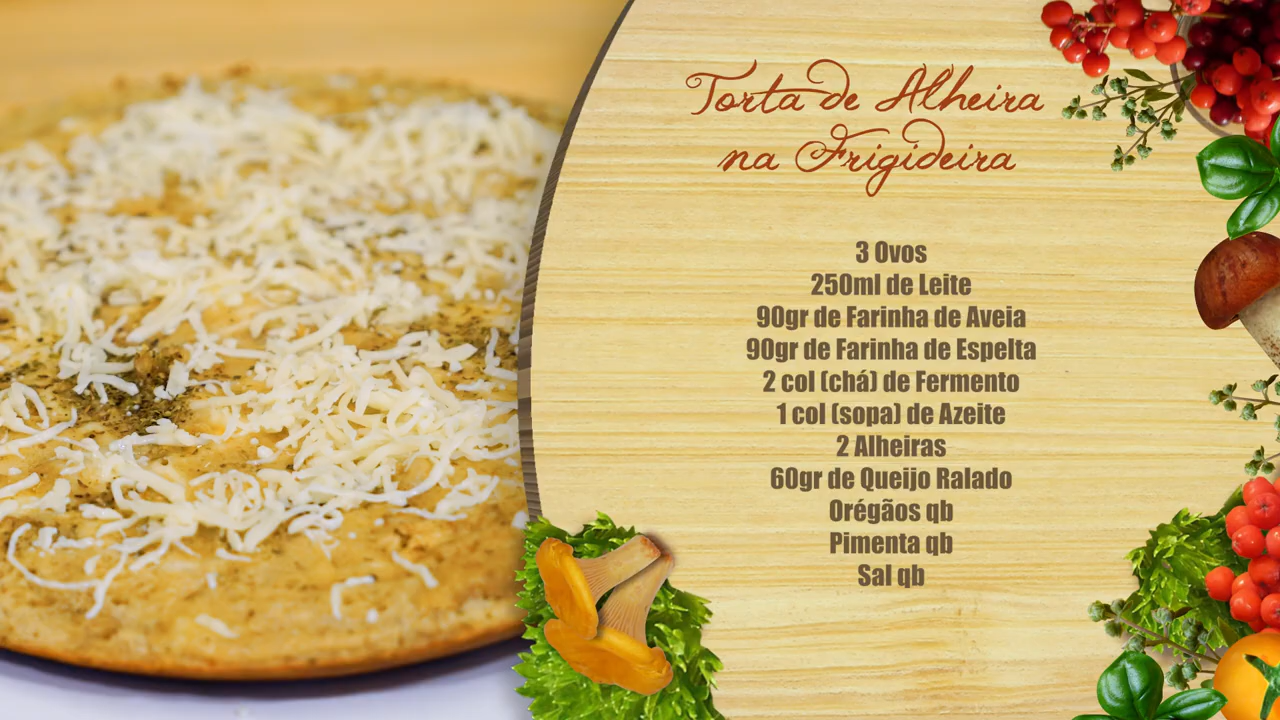 Torta de Alheira
na Frigideira
3 Ovos
250ml de Leite
90gr de Farinha de Aveia
90gr de Farinha de Espelta
2 col (chá) de Fermento
1 col (sopa) de Azeite
2 Alheiras
60gr de Queijo Ralado
Orégãos qb
Pimenta qb
Sal qb